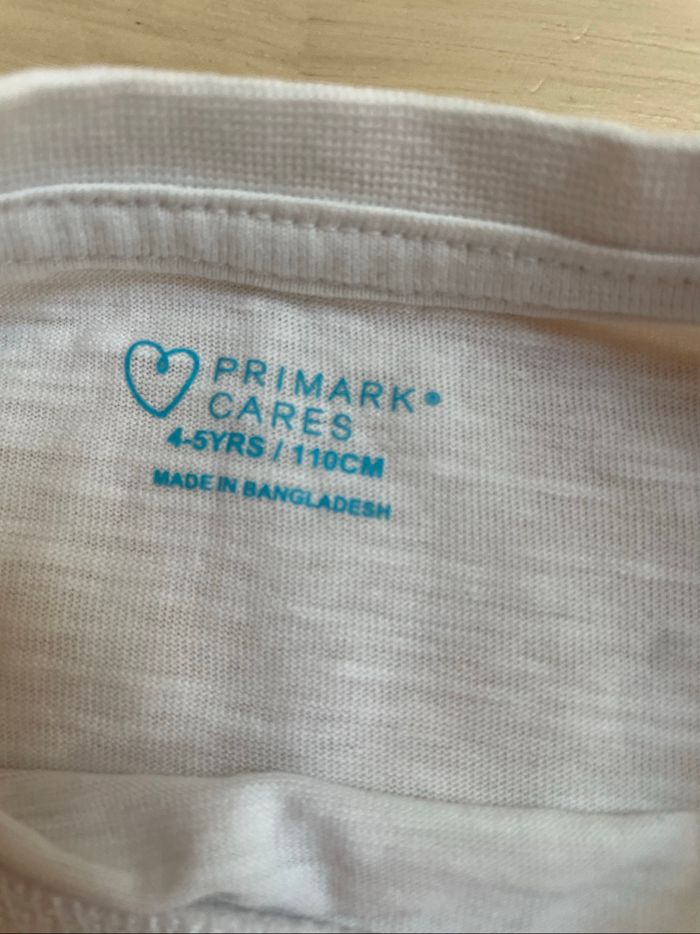 PRIMARK®
CARES
4-5YRS / 110CM
MADE IN BANGLADESH